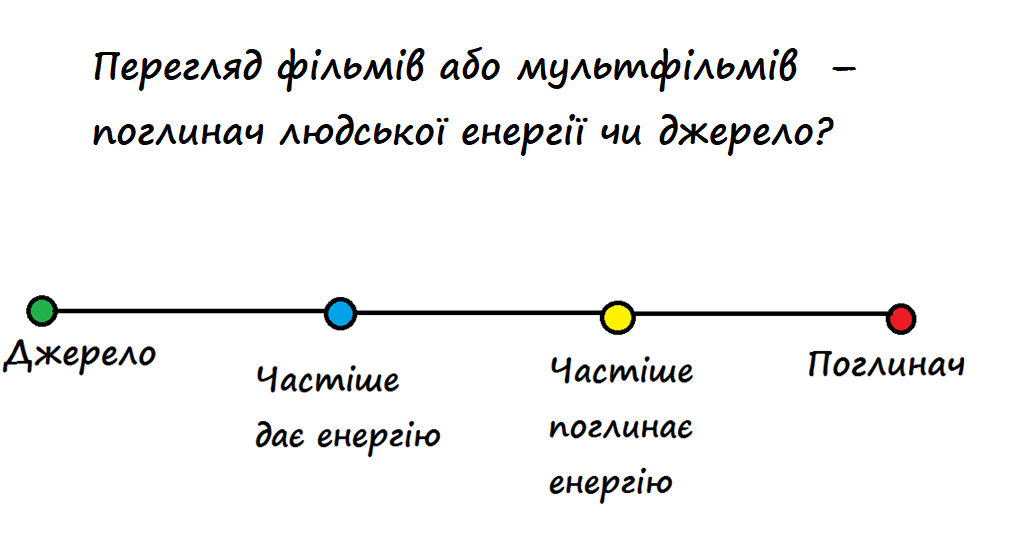 Перегляд фільмів або мультфільмів –
поглинач людської енергії чи джерело?
Джерело
Частіше
дає енергію
Частіше
поглинає
енергію
Поглинач